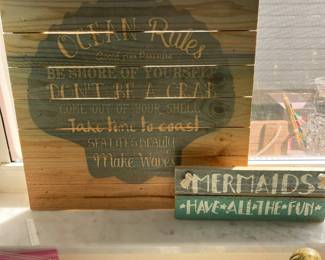 OCEAN Rules
BE SHORE OF YOURSELF
DON'T BE A CRAB
COME OUT OF YOUR SHELL
Take time to coast
SEA LIFE'S BEAUTY
Make Waves
MERMAIDS
HAVE ALL THE FUN